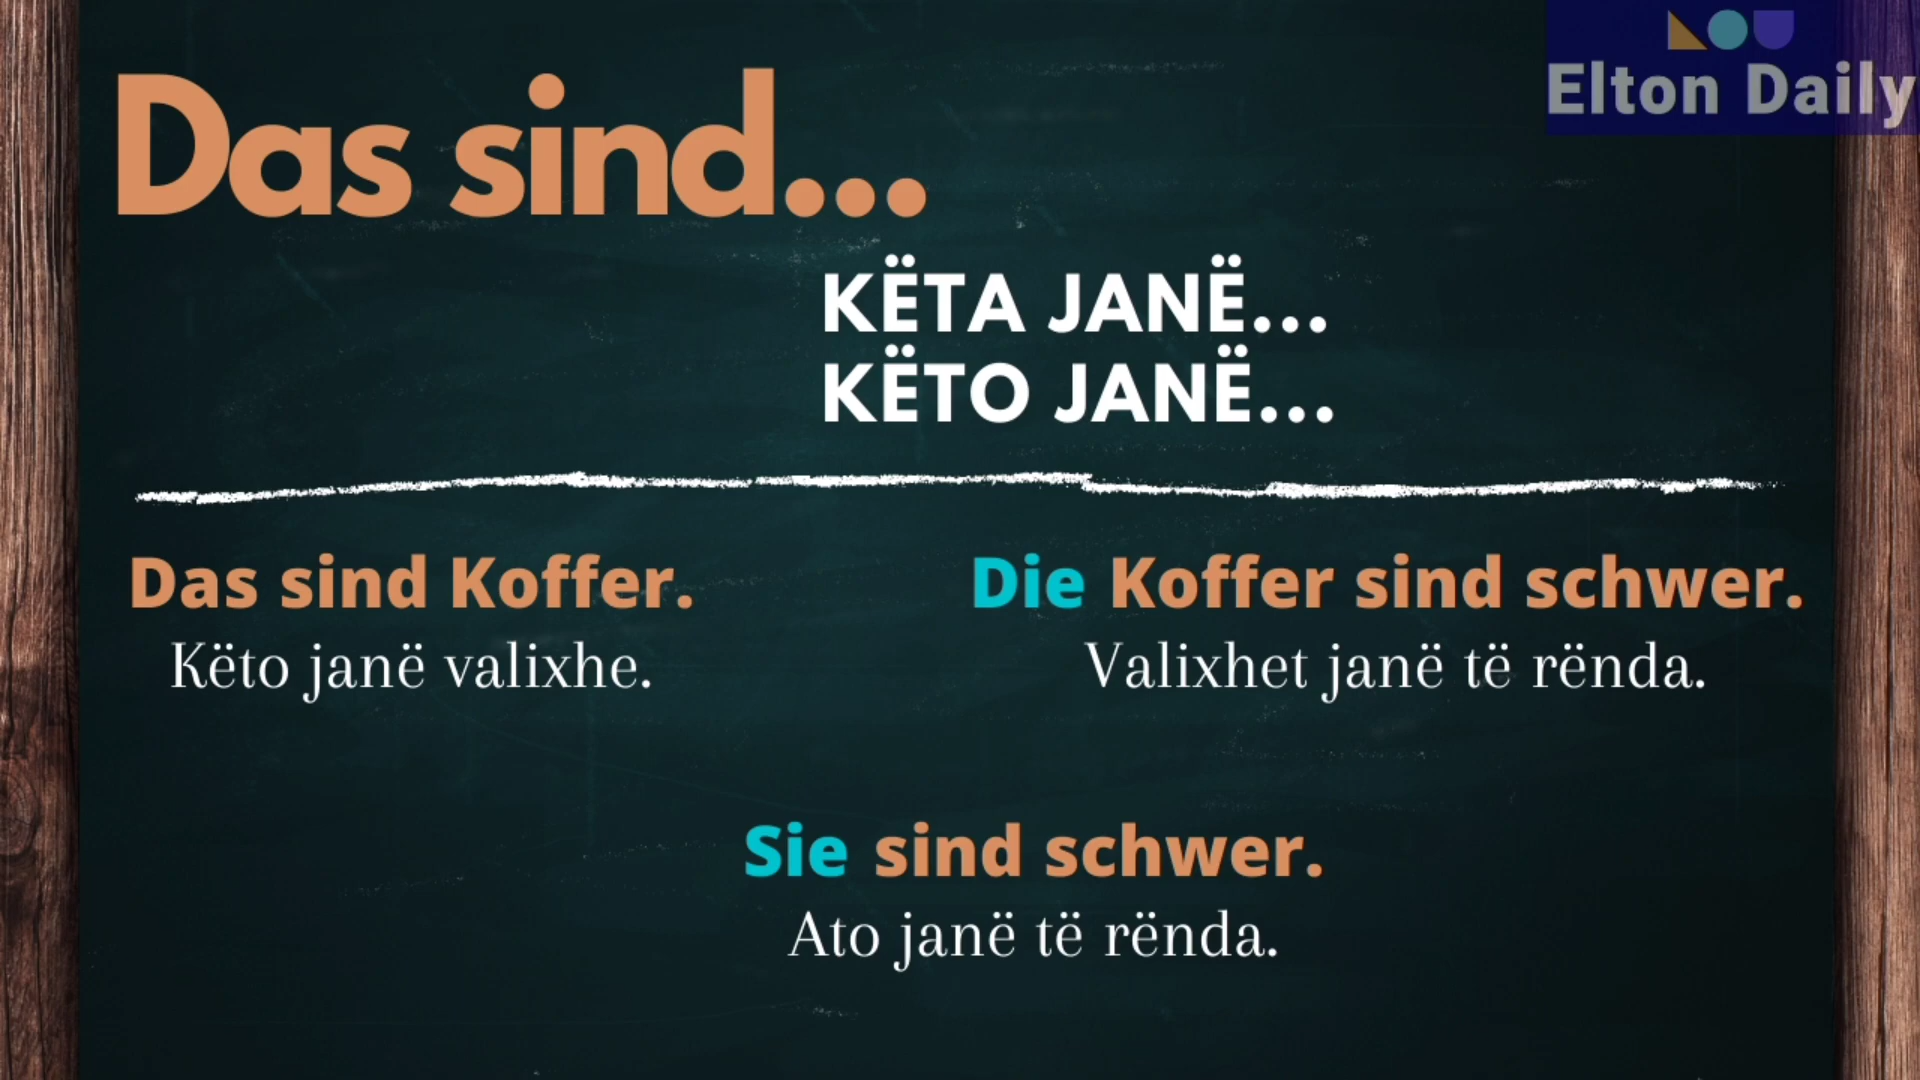 Elton Daily
Das sind...
KËTA JANË...
KËTO JANË...
Das sind Koffer.
Këto janë valixhe.
Die Koffer sind schwer.
Valixhet janë të rënda.
Sie sind schwer.
Ato janë të rënda.